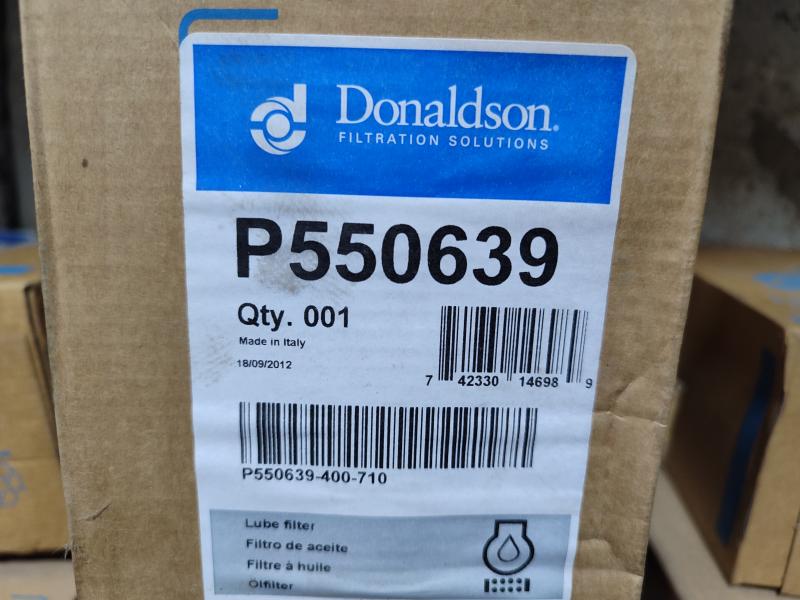 Donaldson.
FILTRATION SOLUTIONS
P550639
Qty. 001
Made in Italy
18/09/2012
7 42330 14698 9
P550639-400-710
Lube filter
Filtro de aceite
Filtre à huile
Ölfilter